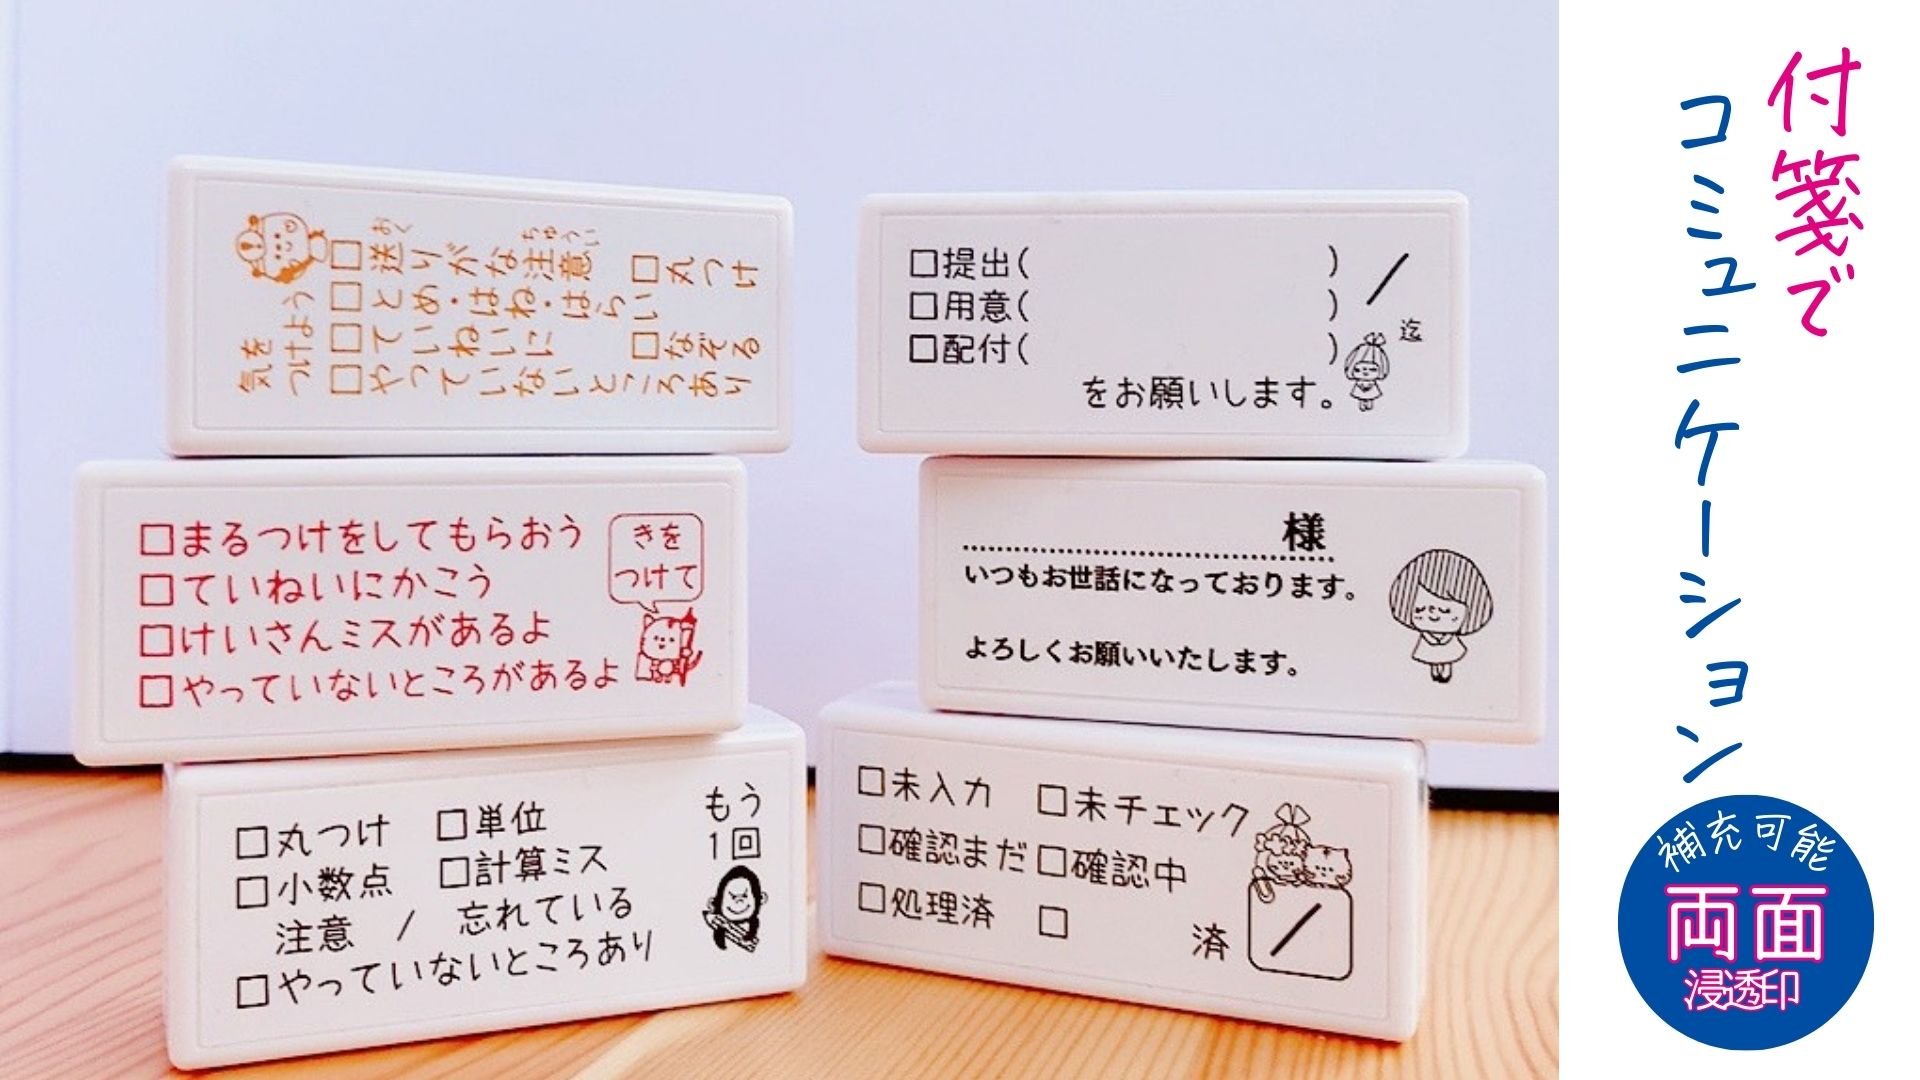 付箋で
コミュニケーション
補充可能
両面
浸透印
気を
つけよう
□送りがな注意
おく
ちゅうい
□丸つけ
□とめ・はね・はらい
□ていねいに
□なぞる
□やっていないところあり
□まるつけをしてもらおう
□ていねいにかこう
□けいさんミスがあるよ
□やっていないところがあるよ
きを
つけて
□丸つけ □単位
□小数点 □計算ミス
注意 / 忘れている
□やっていないところあり
もう
1回
□提出( )
□用意( )
□配付( )
/
迄
をお願いします。
様
いつもお世話になっております。
よろしくお願いいたします。
□未入力 □未チェック
□確認まだ □確認中
□処理済 □
済 /